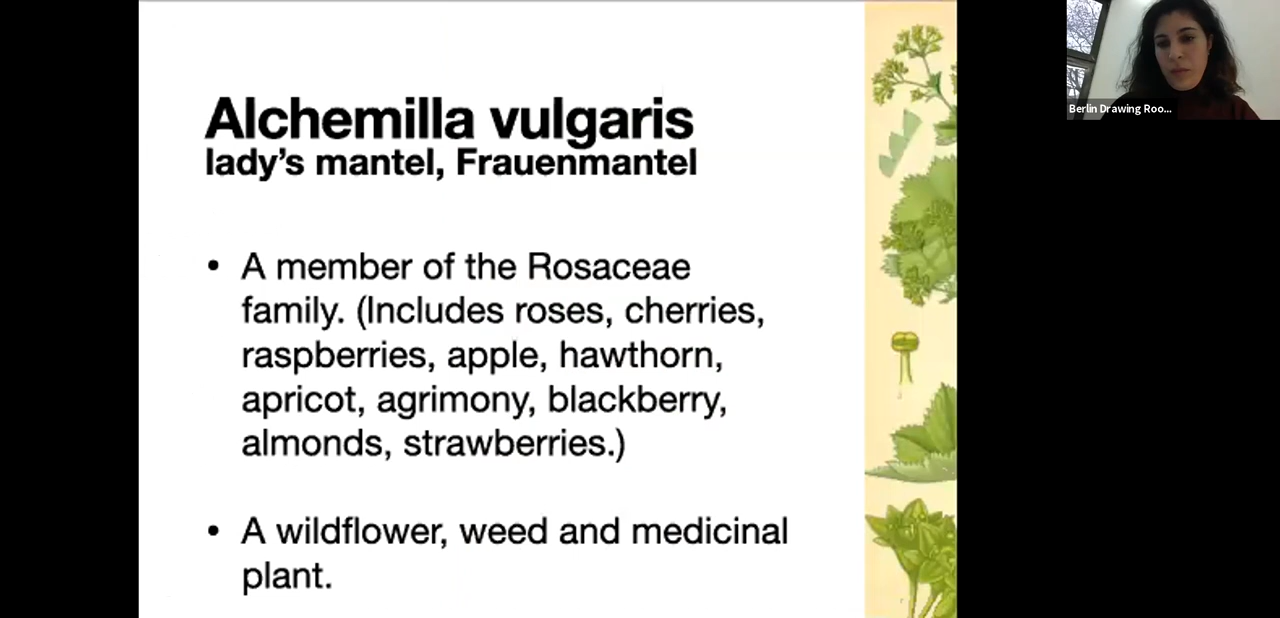 Alchemilla vulgaris
lady's mantel, Frauenmantel
• A member of the Rosaceae
family. (Includes roses, cherries,
raspberries, apple, hawthorn,
apricot, agrimony, blackberry,
almonds, strawberries.)
• A wildflower, weed and medicinal
plant.
Berlin Drawing Roo...